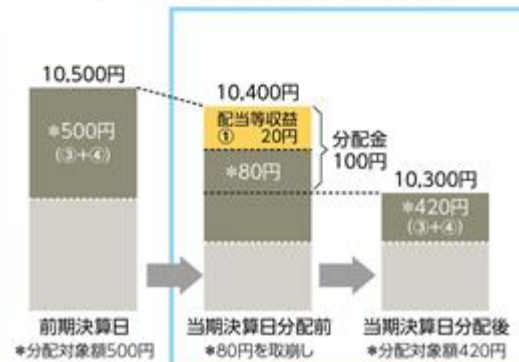 10,500円
*500円
(③+④)
前期決算日
*分配対象額500円
10,400円
配当等収益
① 20円
*80円
分配金
100円
当期決算日分配前
*80円を取崩し
10,300円
*420円
(③+④)
当期決算日分配後
*分配対象額420円